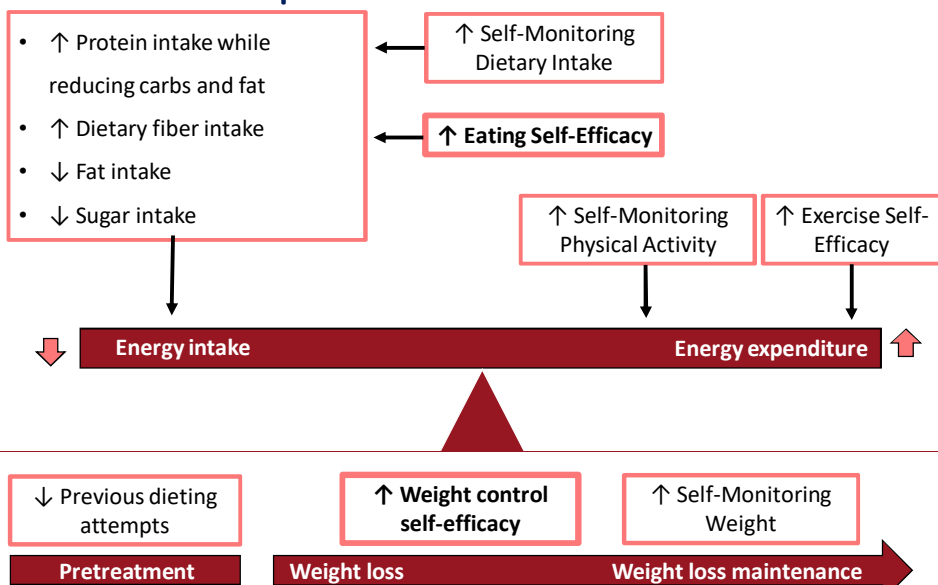 • ↑ Protein intake while
reducing carbs and fat
• ↑ Dietary fiber intake
• ↓ Fat intake
• ↓ Sugar intake
↑ Self-Monitoring
Dietary Intake
↑ Eating Self-Efficacy
↑ Self-Monitoring
Physical Activity
↑ Exercise Self-
Efficacy
Energy intake
Energy expenditure
↓ Previous dieting
attempts
↑ Weight control
self-efficacy
↑ Self-Monitoring
Weight
Pretreatment
Weight loss
Weight loss maintenance